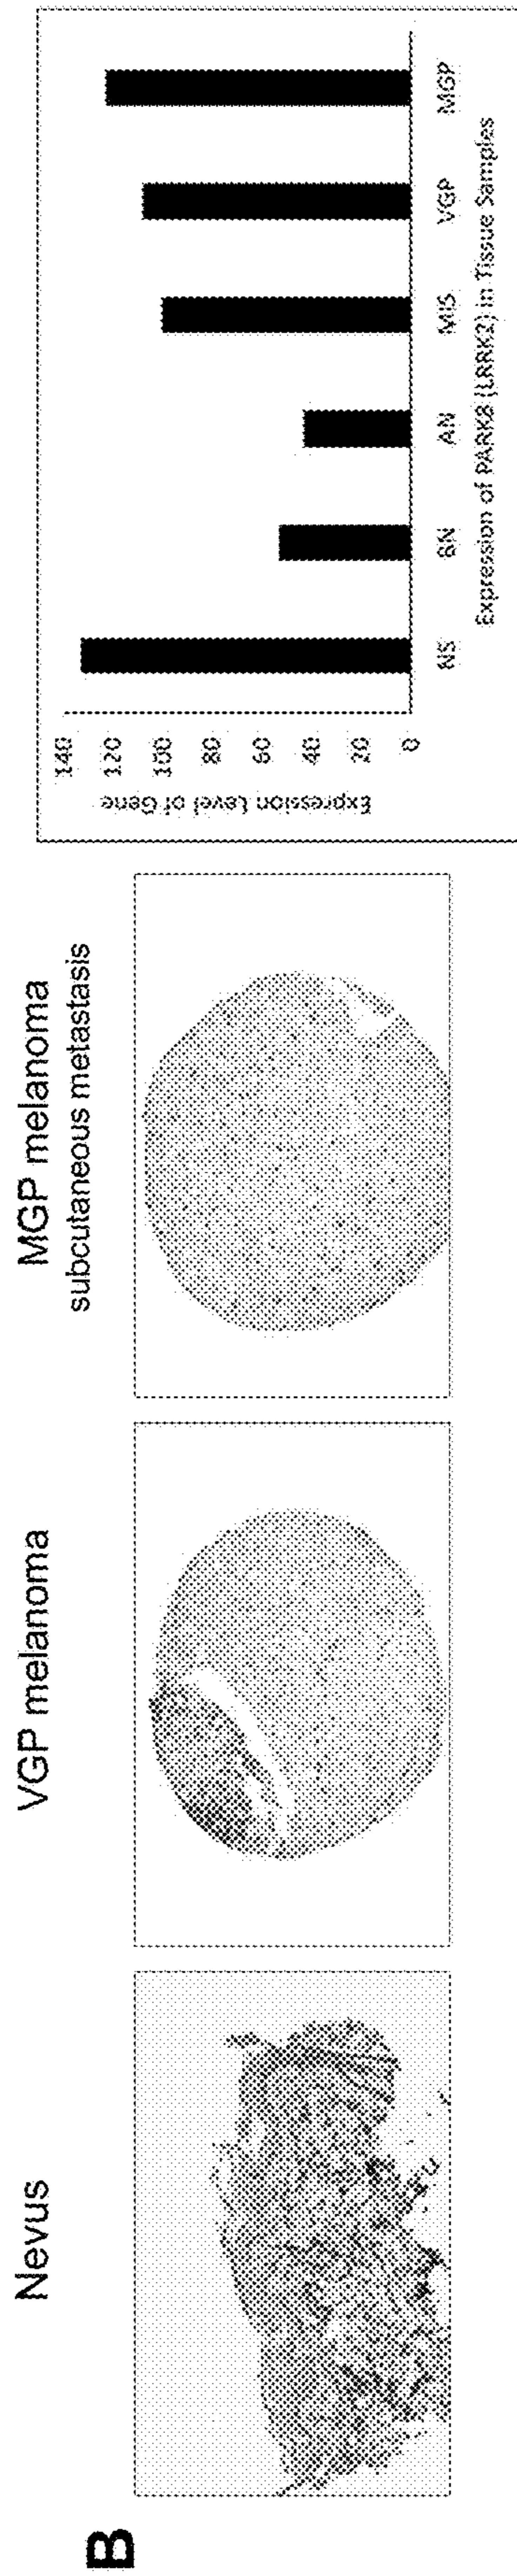 B
Nevus
VGP melanoma
MGP melanoma
subcutaneous metastasis
Expression Level of Gene
140
120
100
80
60
40
20
0
NS
BN
AN
MIS
VGP
MGP
Expression of PARK8 (LRRK2) in Tissue Samples